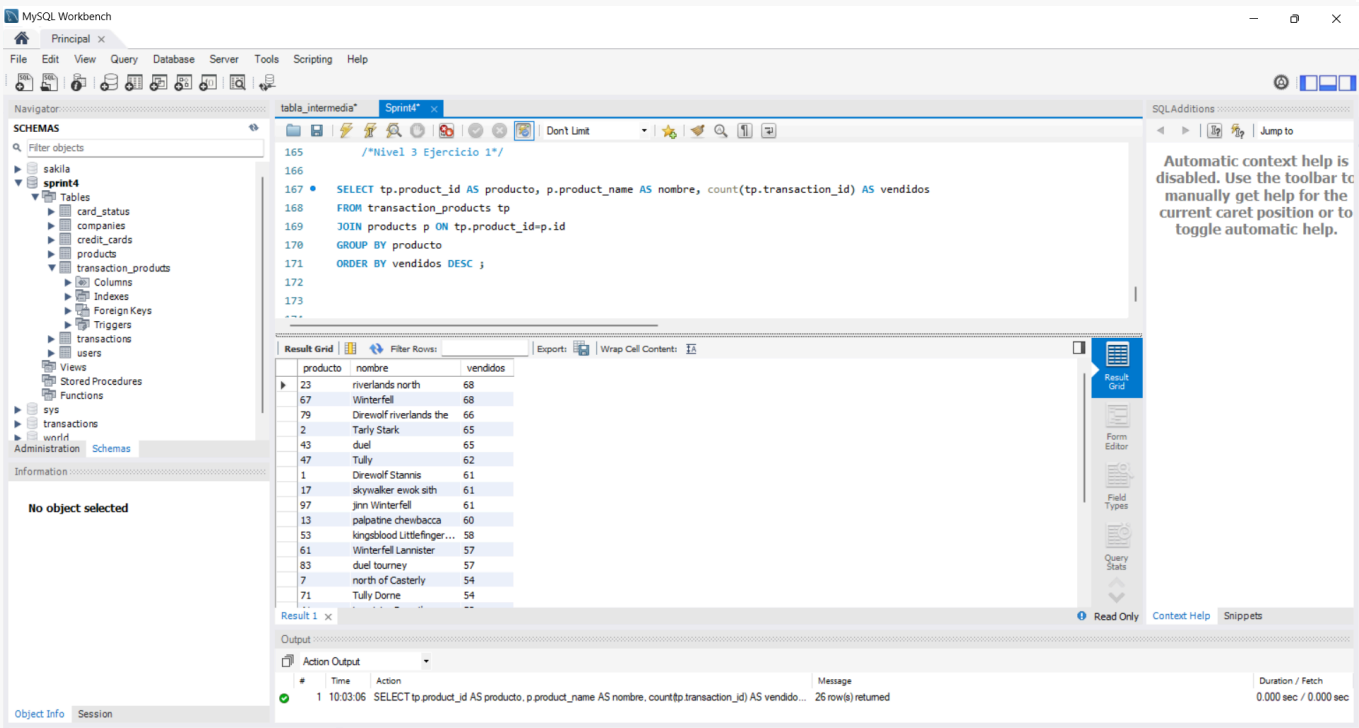 MySQL Workbench
Principal
File Edit View Query Database Server Tools Scripting Help
Navigator
SCHEMAS
Filter objects
sakila
sprint4
Tables
card_status
companies
credit_cards
products
transaction_products
Columns
Indexes
Foreign Keys
Triggers
transactions
users
Views
Stored Procedures
Functions
sys
transactions
world
Administration Schemas
Information
No object selected
Object Info Session
tabla_intermedia* Sprint4*
Don't Limit
165 /*Nivel 3 Ejercicio 1*/
166
167 SELECT tp.product_id AS producto, p.product_name AS nombre, count(tp.transaction_id) AS vendidos
168 FROM transaction_products tp
169 JOIN products p ON tp.product_id=p.id
170 GROUP BY producto
171 ORDER BY vendidos DESC ;
172
173
Result Grid Filter Rows: Export: Wrap Cell Content:
producto nombre vendidos
23 riverlands north 68
67 Winterfell 68
79 Direwolf riverlands the 66
2 Tarly Stark 65
43 duel 65
47 Tully 62
1 Direwolf Stannis 61
17 skywalker ewok sith 61
97 jinn Winterfell 61
13 palpatine chewbacca 60
53 kingsblood Littlefinger... 58
61 Winterfell Lannister 57
83 duel tourney 57
7 north of Casterly 54
71 Tully Dorne 54
Result Grid
Form Editor
Field Types
Query Stats
Result 1
Read Only
SQLAdditions
Jump to
Automatic context help is
disabled. Use the toolbar to
manually get help for the
current caret position or to
toggle automatic help.
Context Help Snippets
Output
Action Output
# Time Action Message Duration / Fetch
1 10:03:06 SELECT tp.product_id AS producto, p.product_name AS nombre, count(tp.transaction_id) AS vendido... 26 row(s) returned 0.000 sec / 0.000 sec